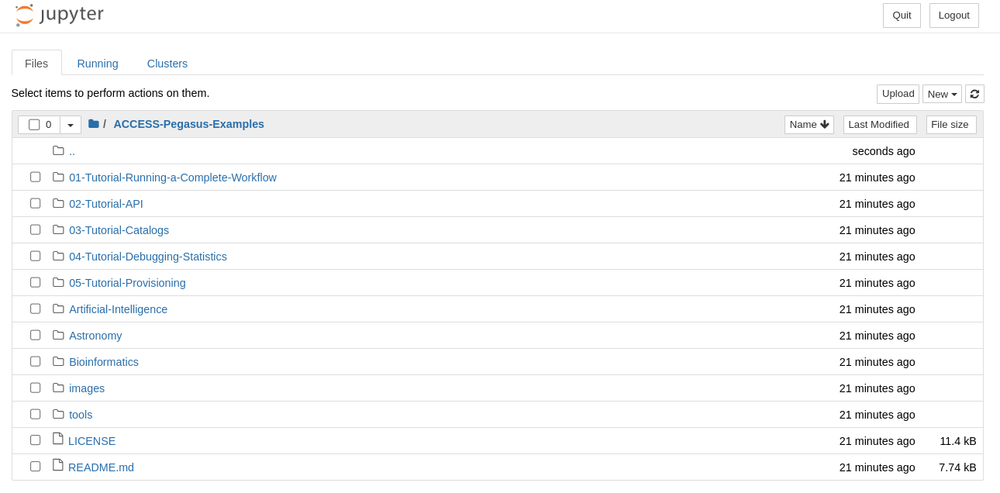 jupyter
Quit Logout
Files Running Clusters
Select items to perform actions on them.
Upload New
0 / ACCESS-Pegasus-Examples Name Last Modified File size
.. seconds ago
01-Tutorial-Running-a-Complete-Workflow 21 minutes ago
02-Tutorial-API 21 minutes ago
03-Tutorial-Catalogs 21 minutes ago
04-Tutorial-Debugging-Statistics 21 minutes ago
05-Tutorial-Provisioning 21 minutes ago
Artificial-Intelligence 21 minutes ago
Astronomy 21 minutes ago
Bioinformatics 21 minutes ago
images 21 minutes ago
tools 21 minutes ago
LICENSE 21 minutes ago 11.4 kB
README.md 21 minutes ago 7.74 kB